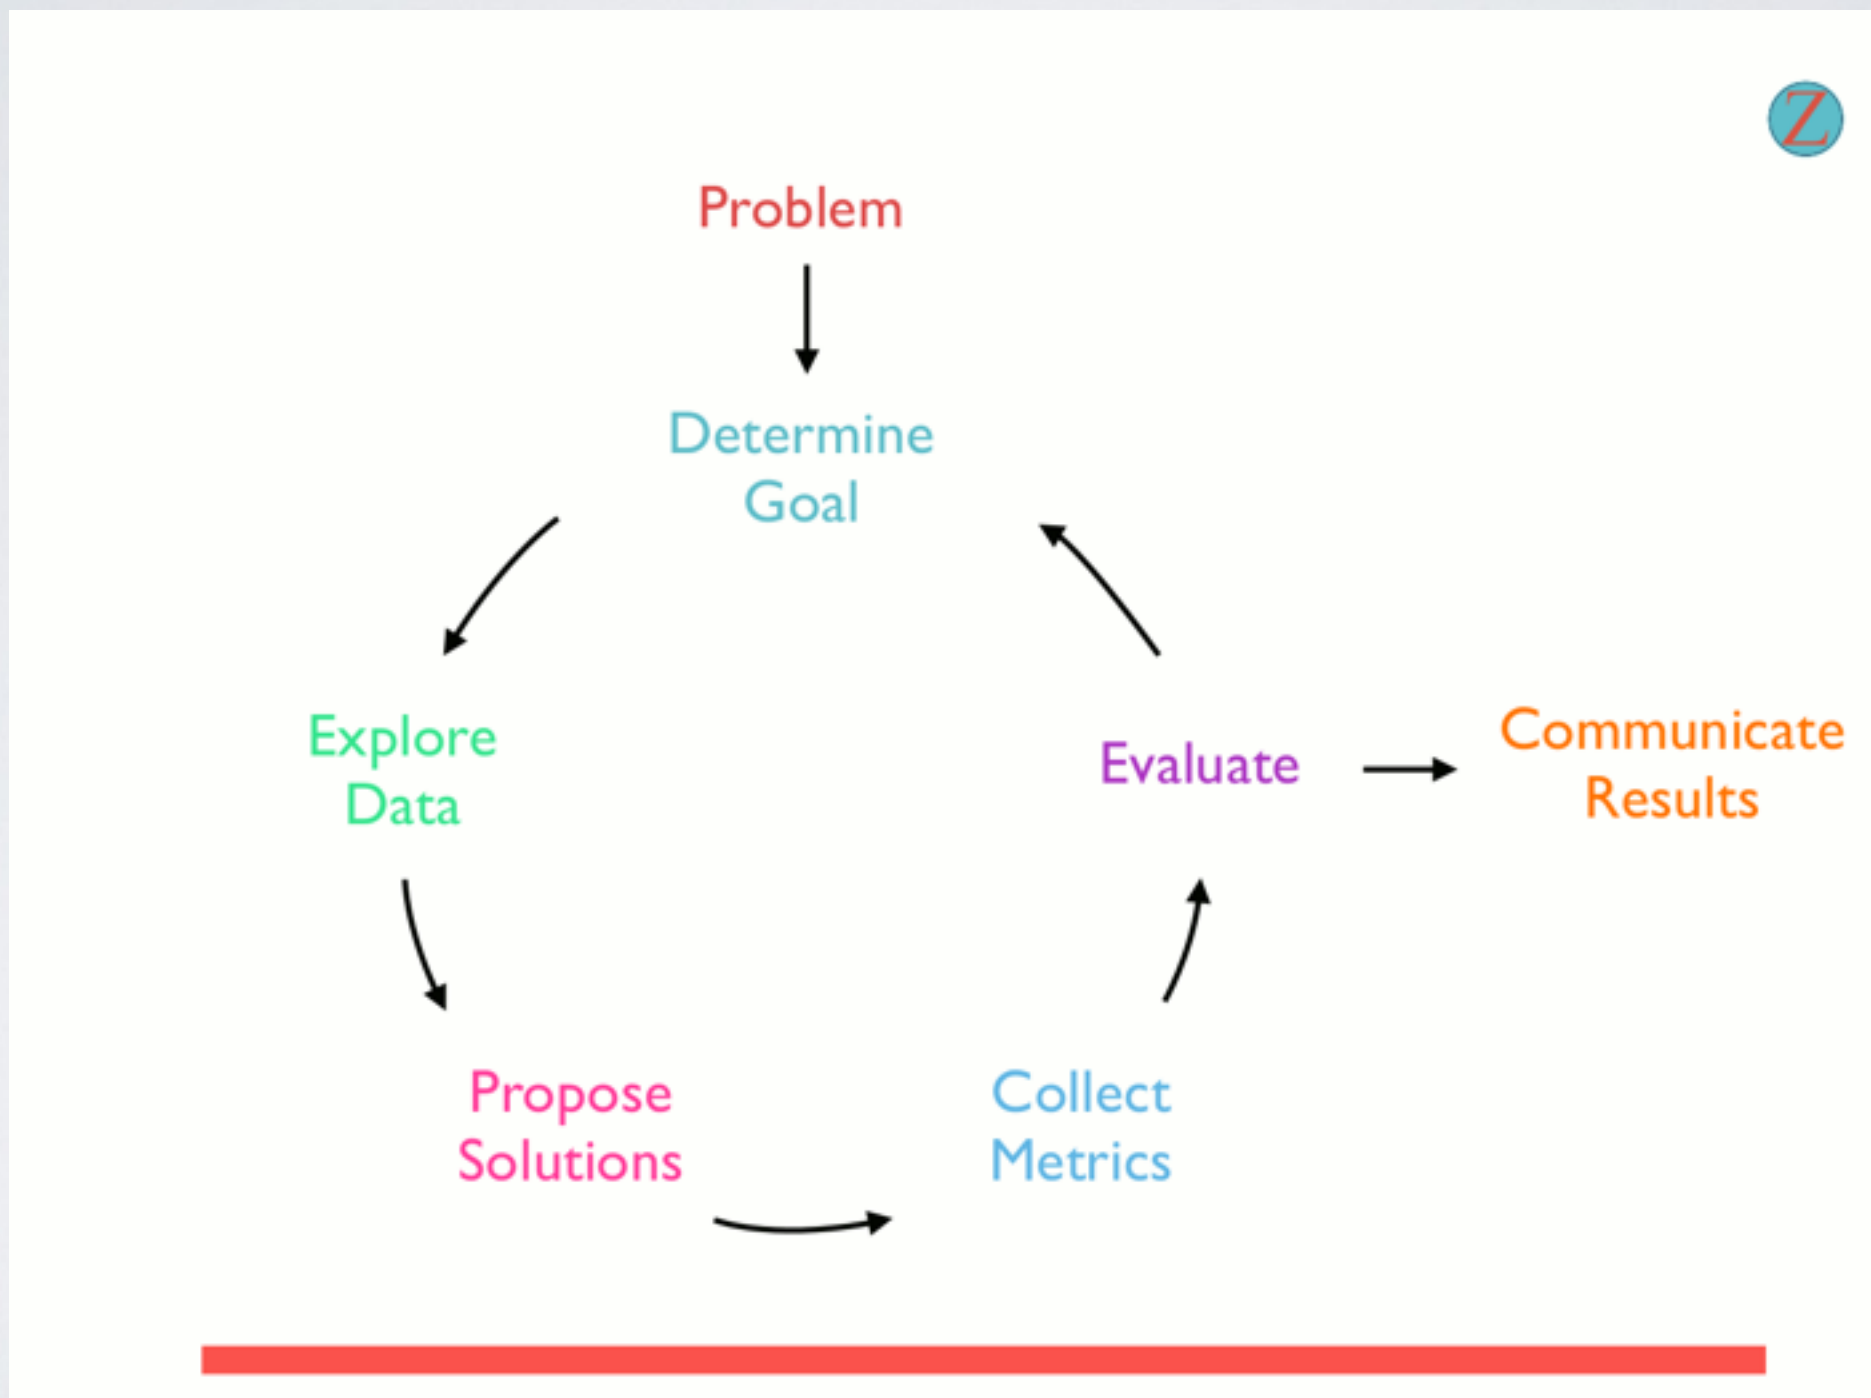 Z
Problem
Determine
Goal
Explore
Data
Evaluate
Communicate
Results
Propose
Solutions
Collect
Metrics